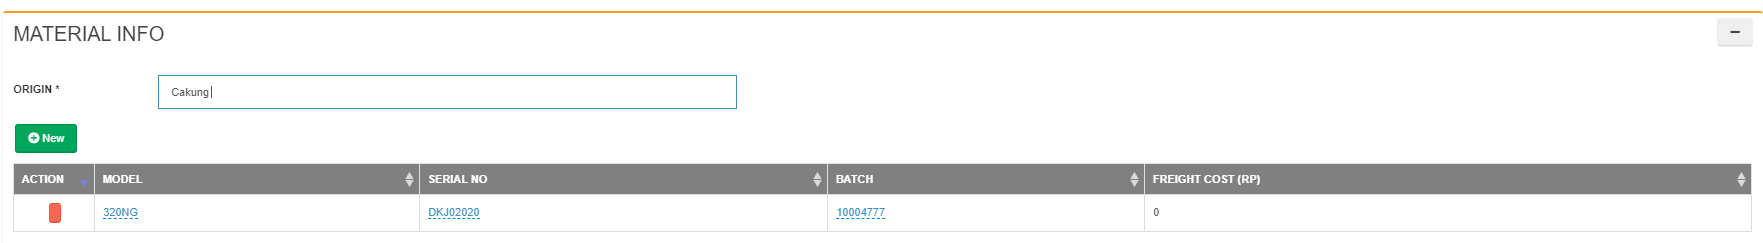 MATERIAL INFO
ORIGIN *
Cakung
New
ACTION MODEL SERIAL NO BATCH FREIGHT COST (RP)
320NG DKJ02020 10004777 0